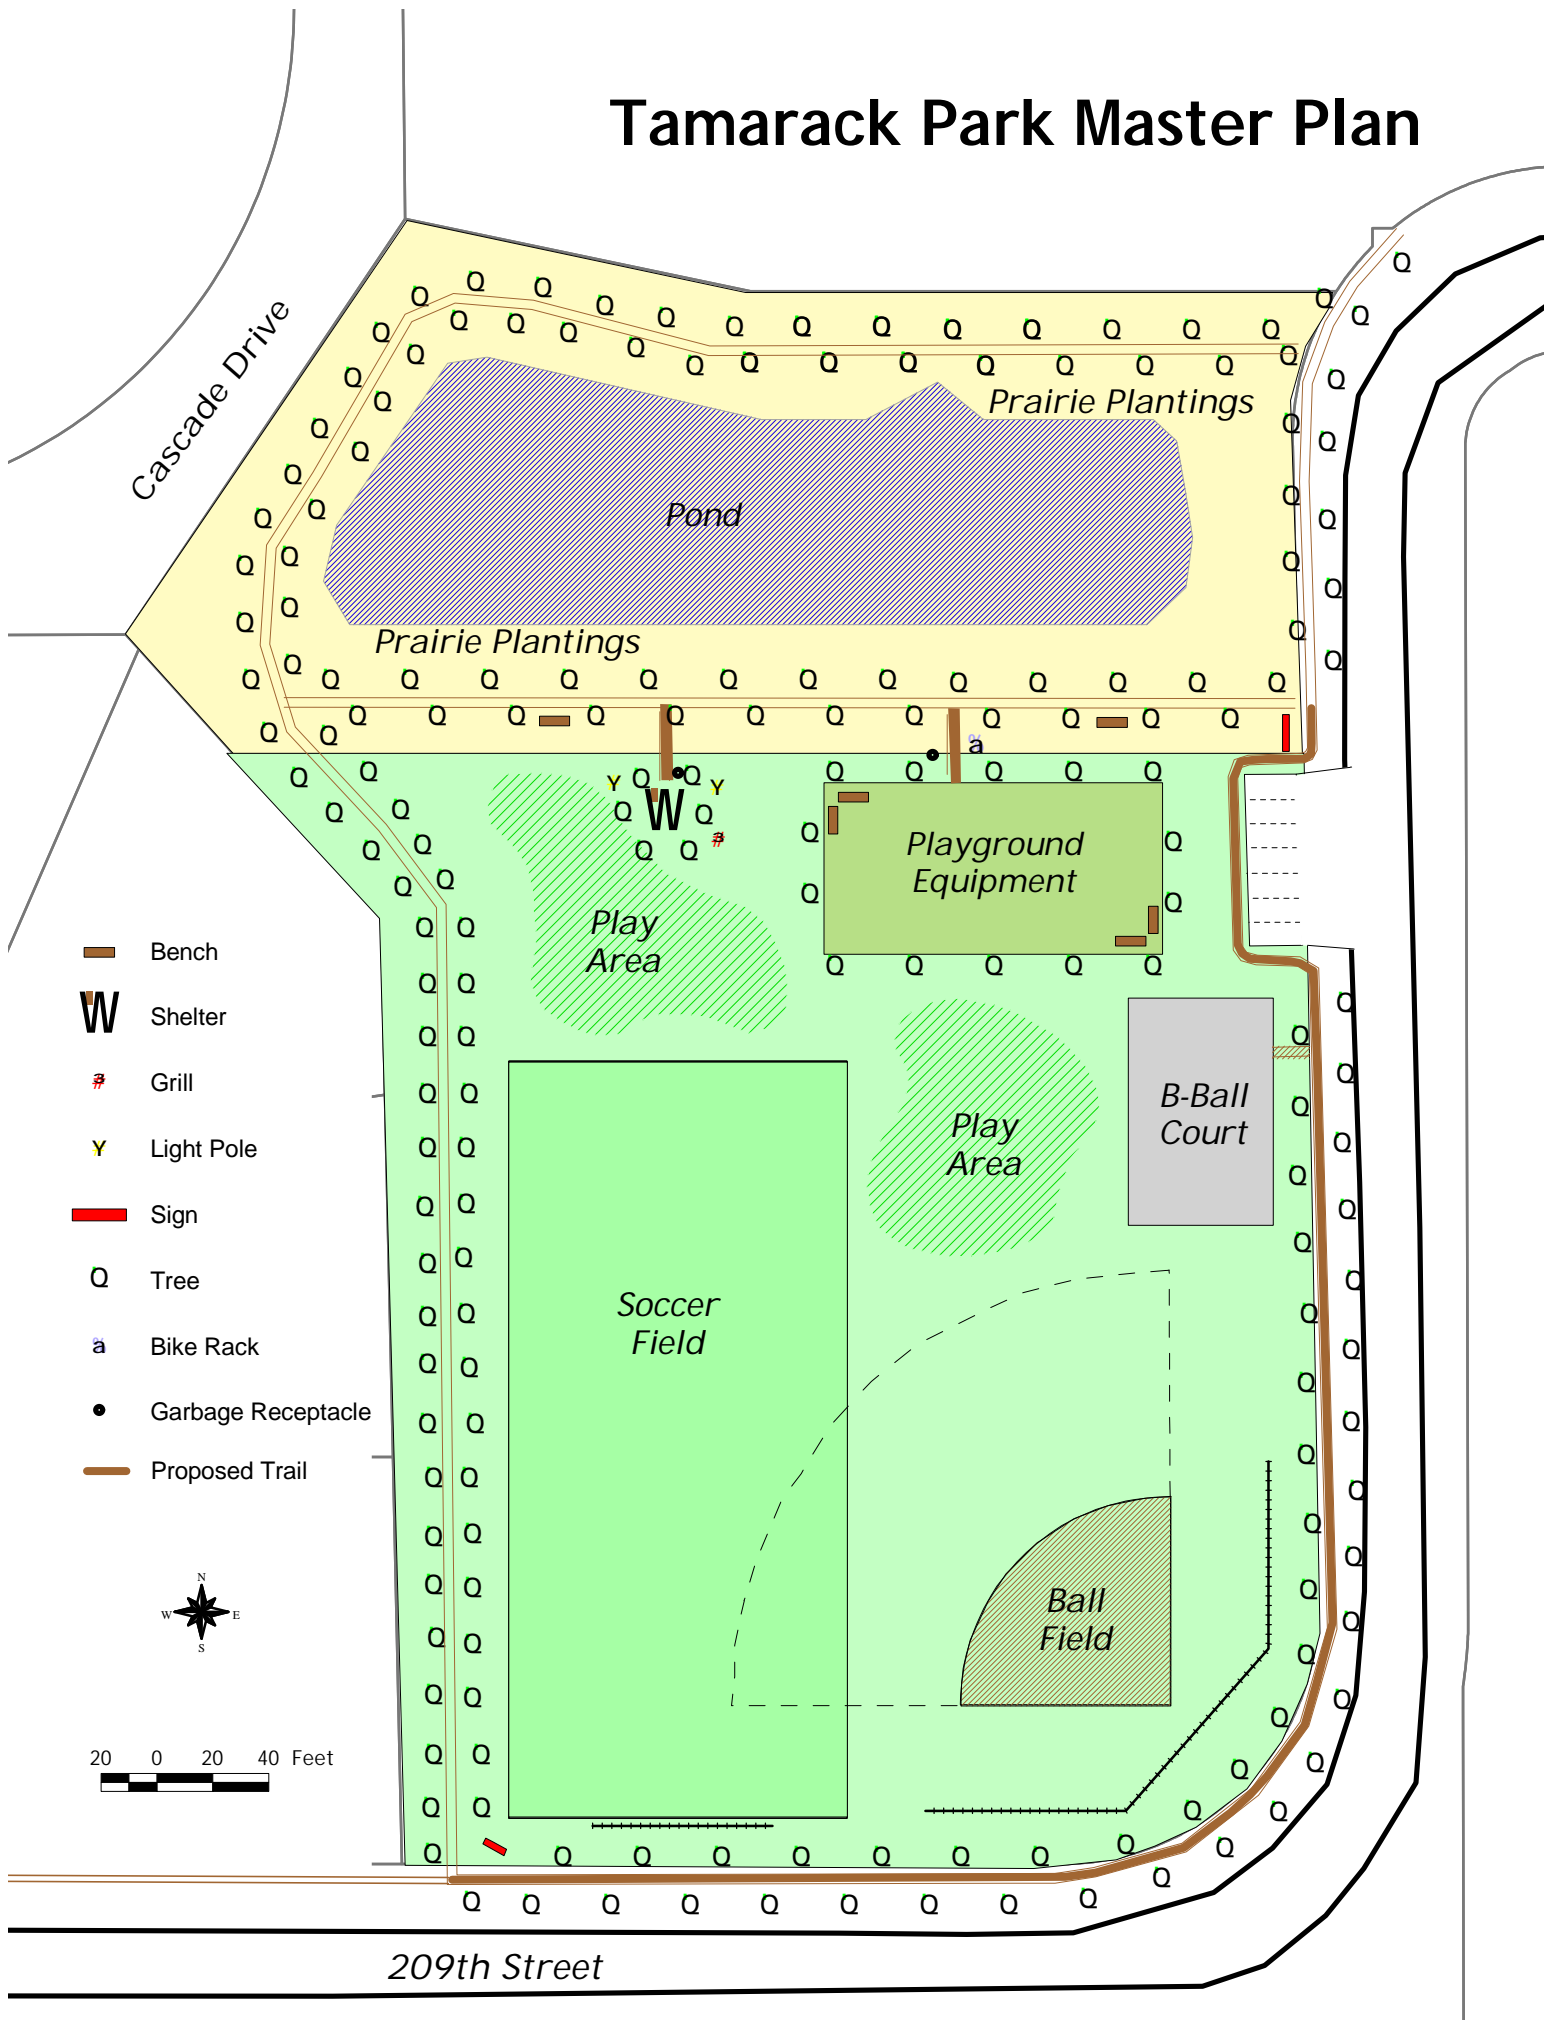 Tamarack Park Master Plan
Cascade Drive
Prairie Plantings
Pond
Prairie Plantings
Playground
Equipment
Play
Area
Bench
Shelter
Grill
Light Pole
Sign
Tree
Bike Rack
Garbage Receptacle
Proposed Trail
B-Ball
Court
Play
Area
Soccer
Field
Ball
Field
N
W E
S
20 0 20 40 Feet
209th Street